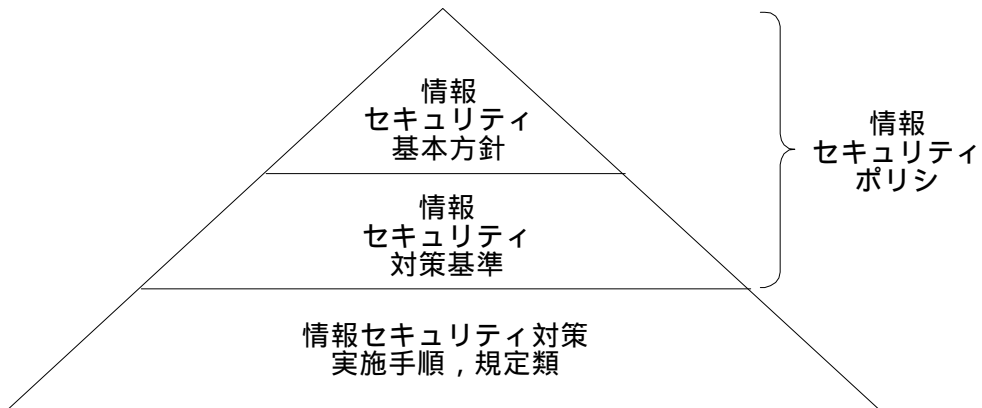 情報
セキュリティ
基本方針
情報
セキュリティ
対策基準
情報セキュリティ対策
実施手順，規定類
情報
セキュリティ
ポリシ